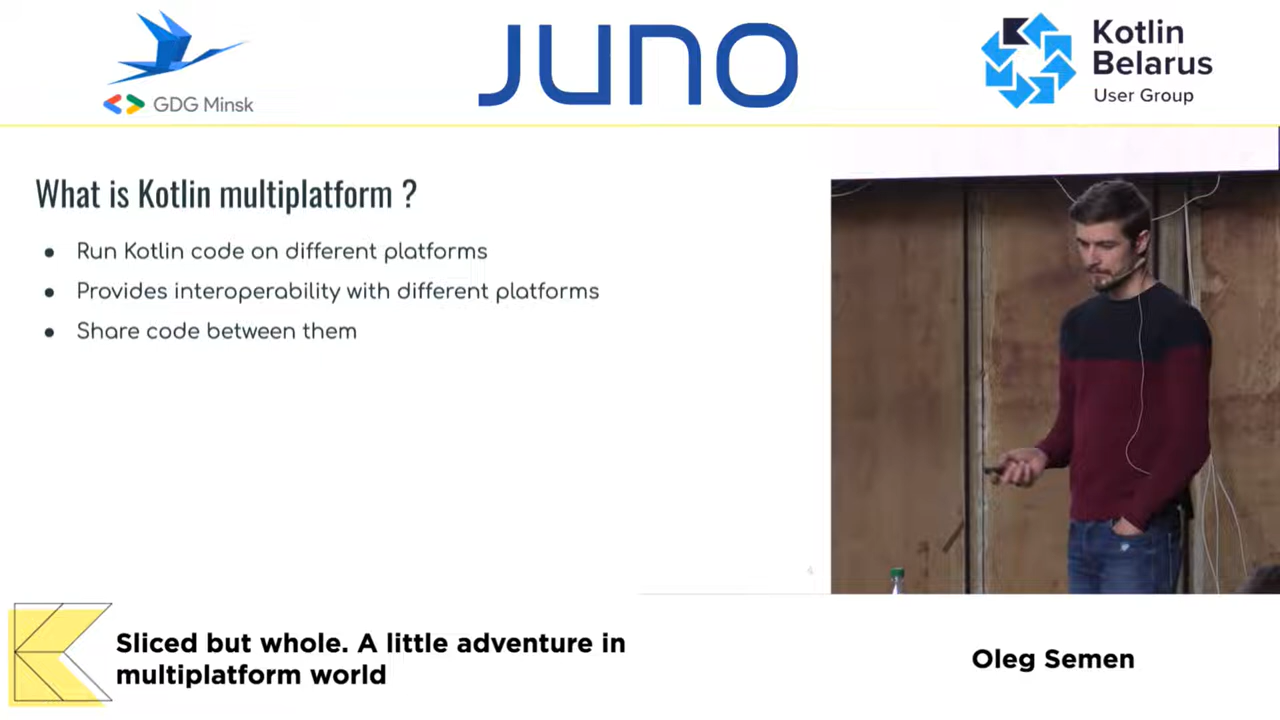 GDG Minsk
JUNO
Kotlin
Belarus
User Group
What is Kotlin multiplatform ?
● Run Kotlin code on different platforms
● Provides interoperability with different platforms
● Share code between them
4
Sliced but whole. A little adventure in
multiplatform world
Oleg Semen